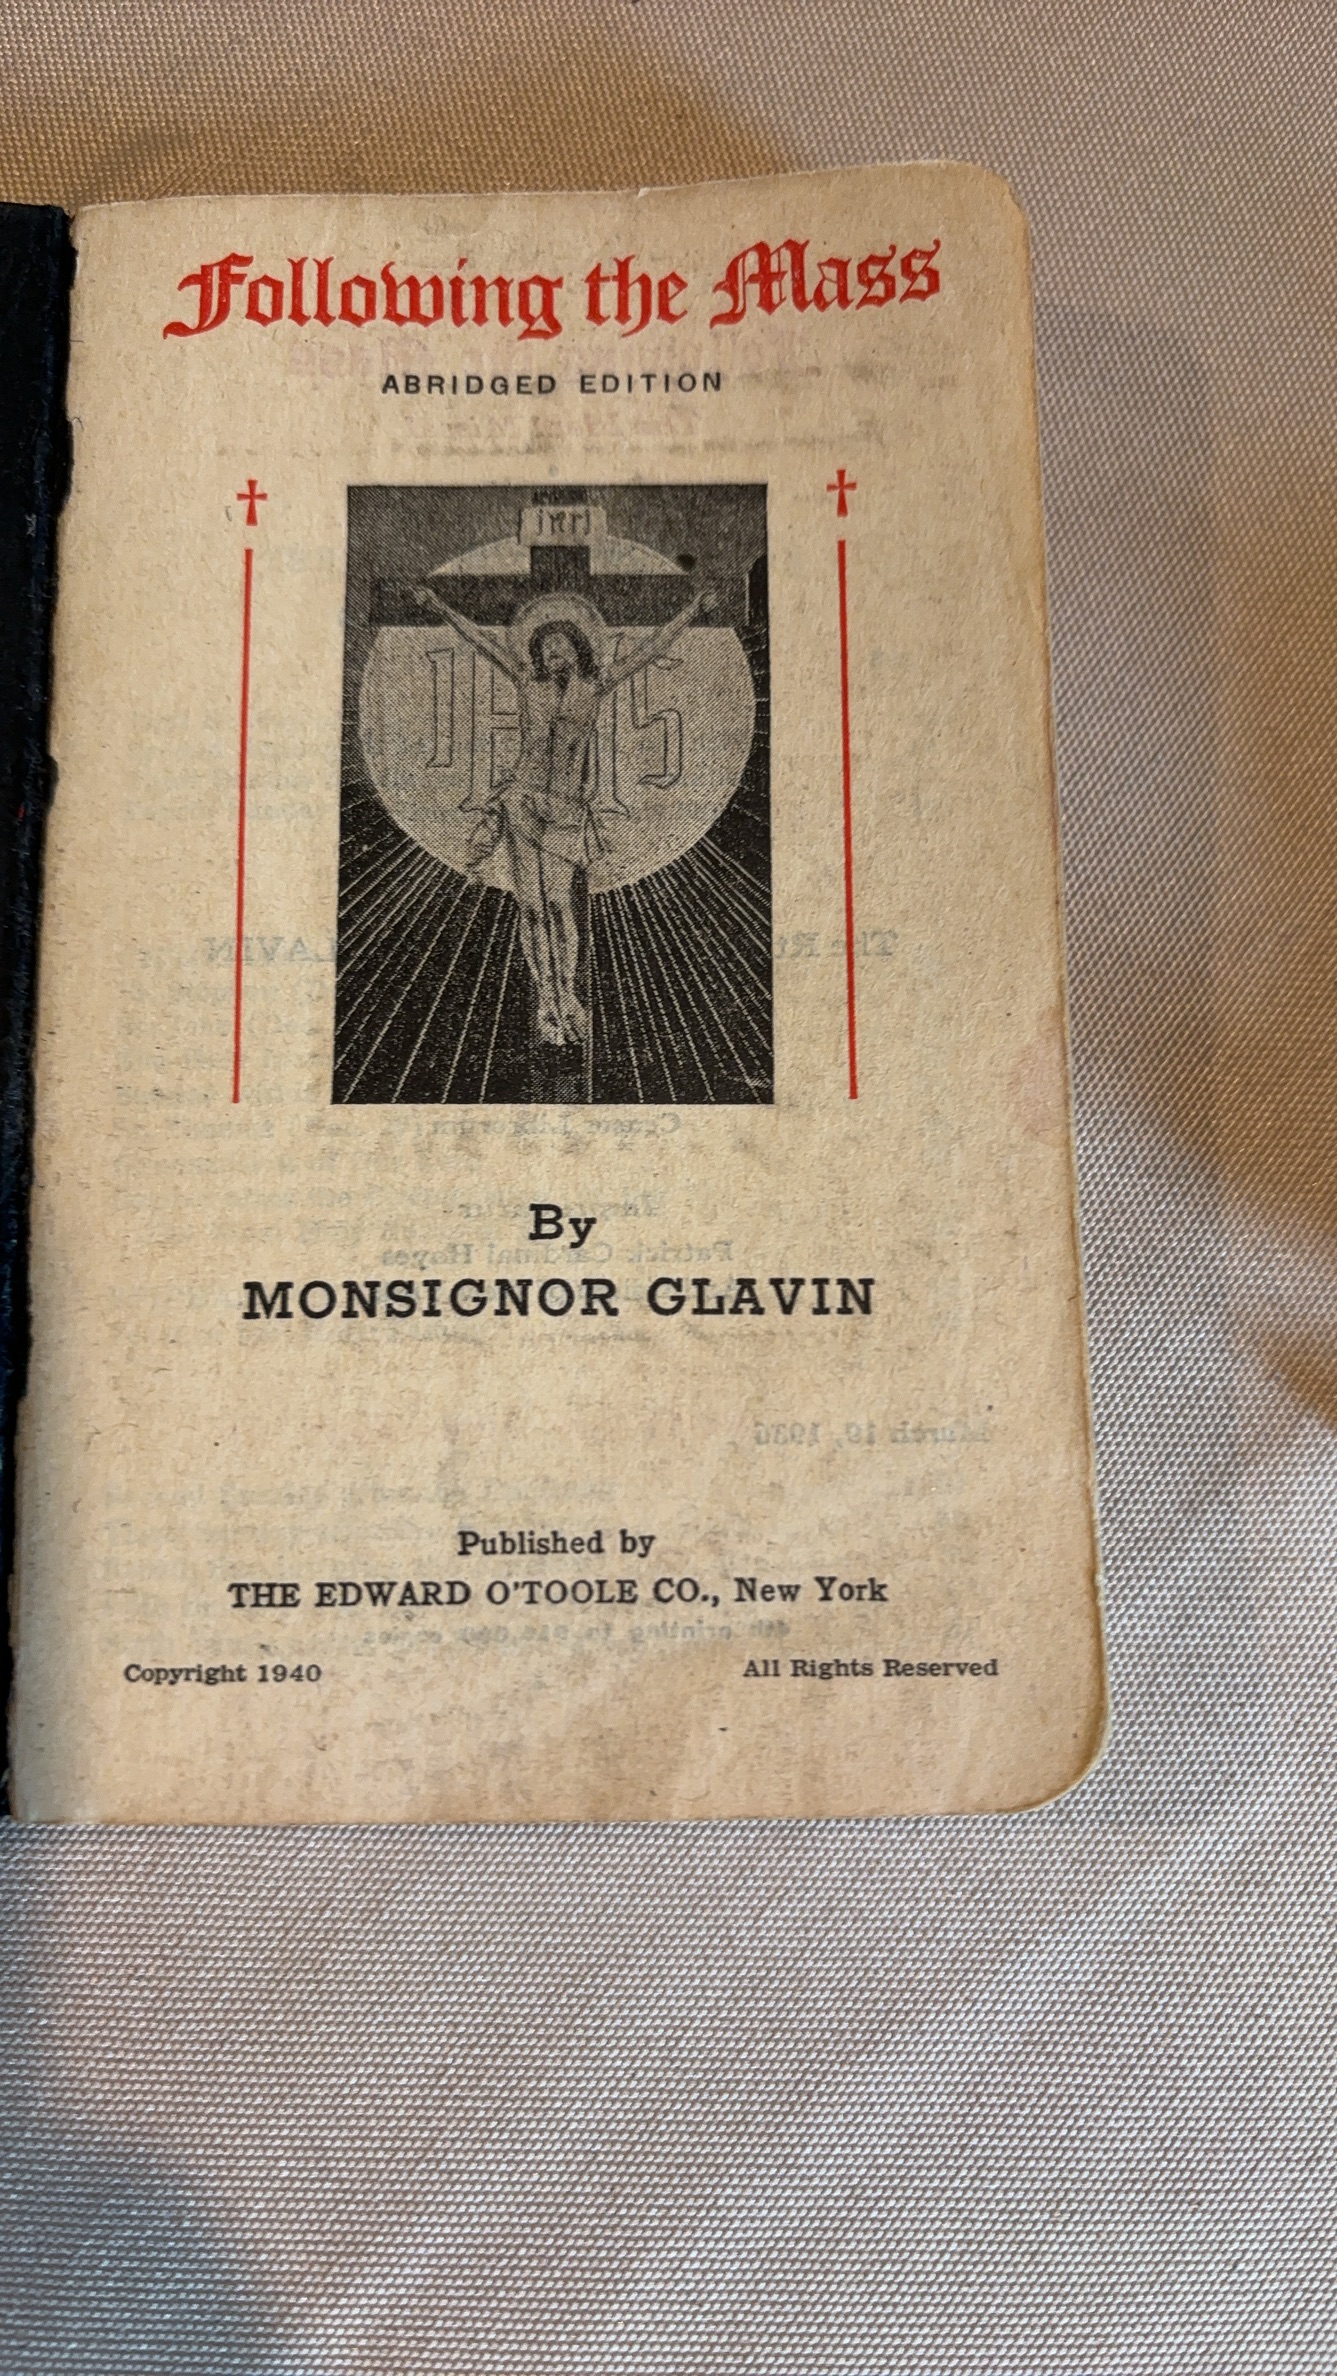 Following the Mass
ABRIDGED EDITION
INRI
IHS
By
MONSIGNOR GLAVIN
Published by
THE EDWARD O'TOOLE CO., New York
Copyright 1940 All Rights Reserved